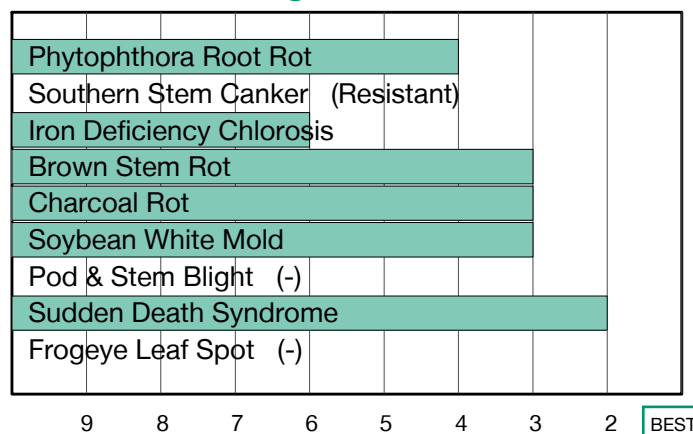 Phytophthora Root Rot
Southern Stem Canker (Resistant)
Iron Deficiency Chlorosis
Brown Stem Rot
Charcoal Rot
Soybean White Mold
Pod & Stem Blight (-)
Sudden Death Syndrome
Frogeye Leaf Spot (-)
9 8 7 6 5 4 3 2 BEST